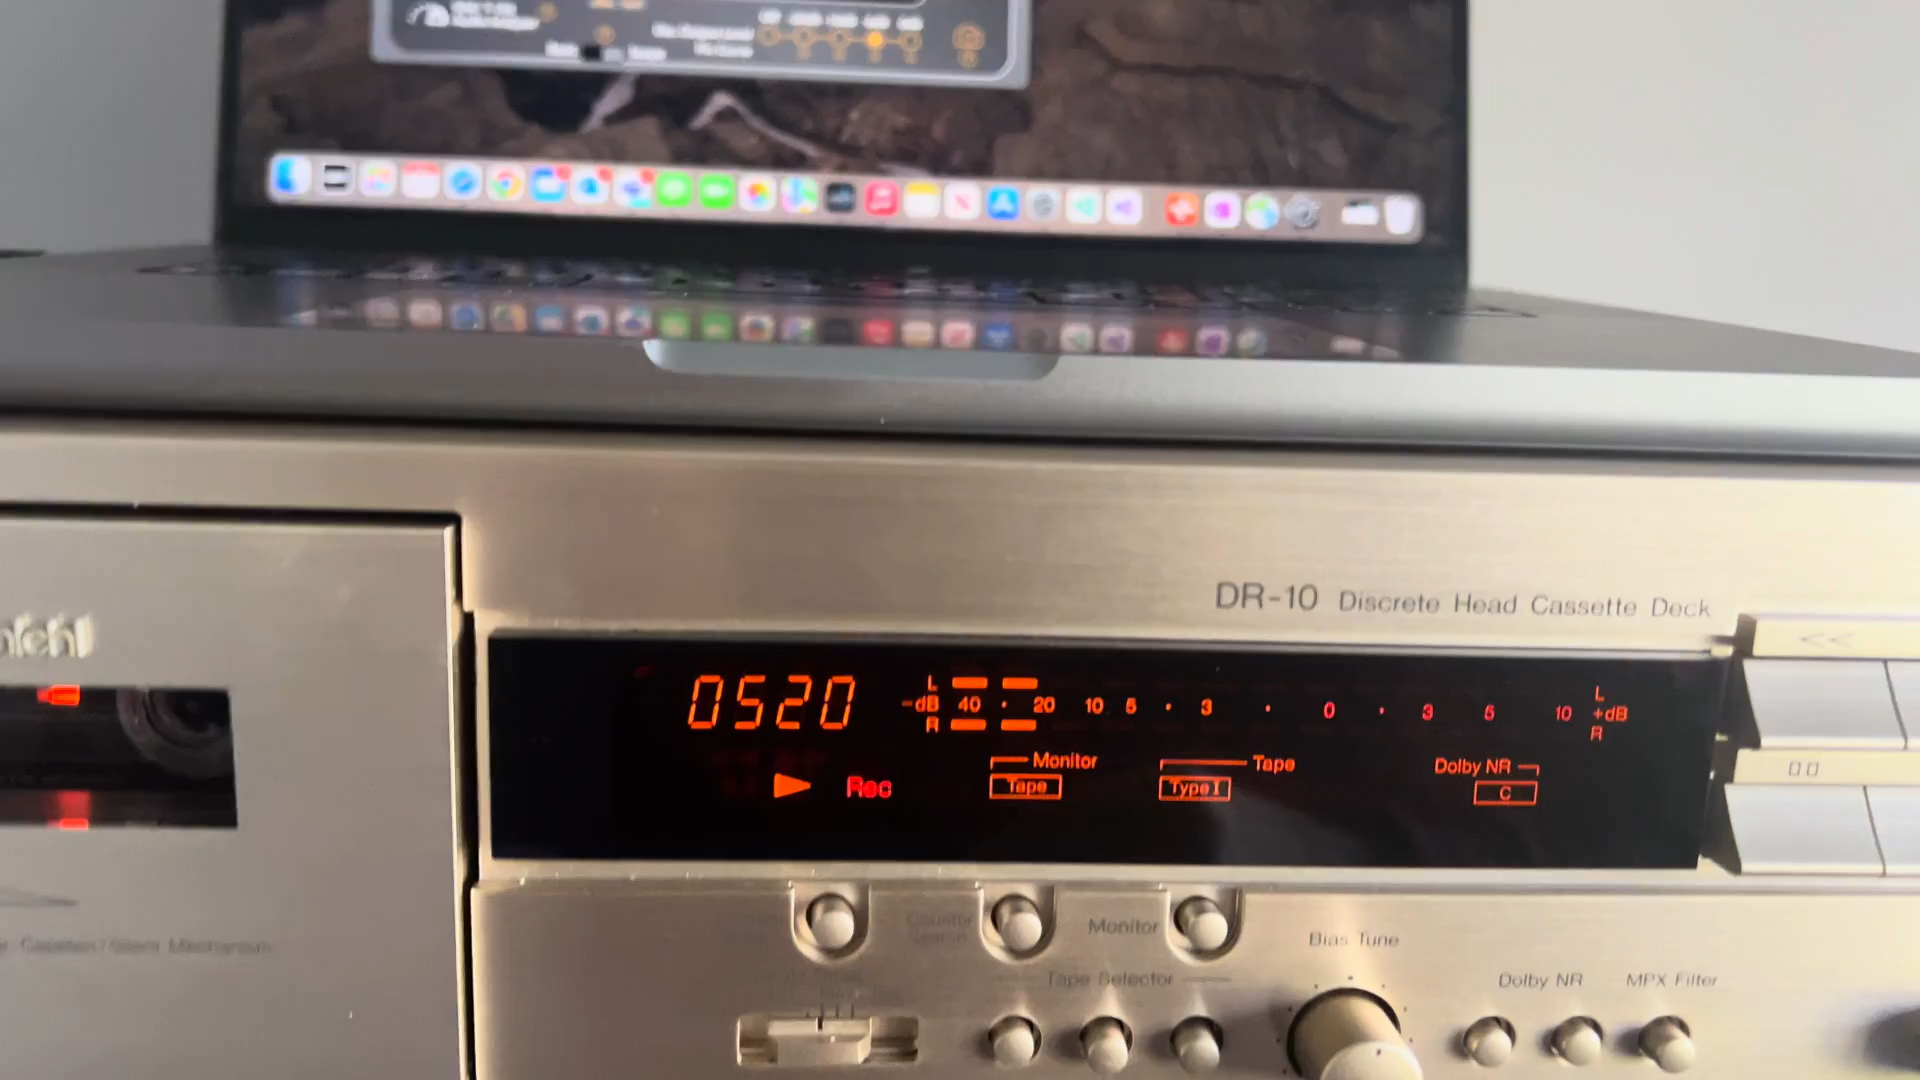 DR-10 Discrete Head Cassette Deck
<<
0520
L
-dB 40 · 20 10 5 · 3 · 0 · 3 5 10 +dB
R
L
R
Rec
Monitor
Tape
Tape
Type I
Dolby NR
C
Counter
Monitor
Bias Tune
Tape Selector
Dolby NR
MPX Filter